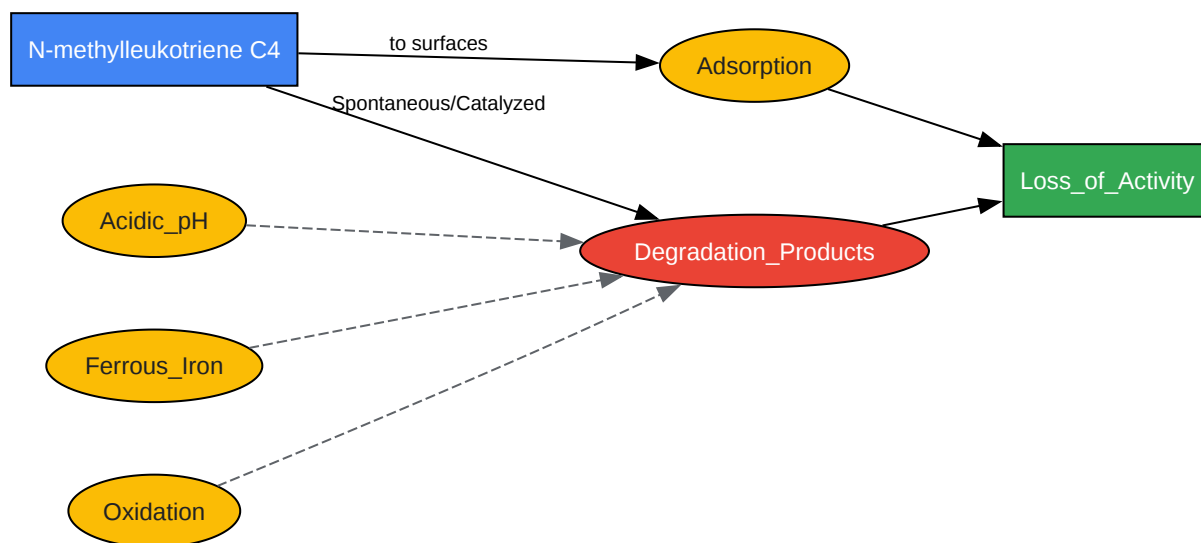 N-methylleukotriene C4
to surfaces
Adsorption
Spontaneous/Catalyzed
Loss_of_Activity
Acidic_pH
Degradation_Products
Ferrous_Iron
Oxidation